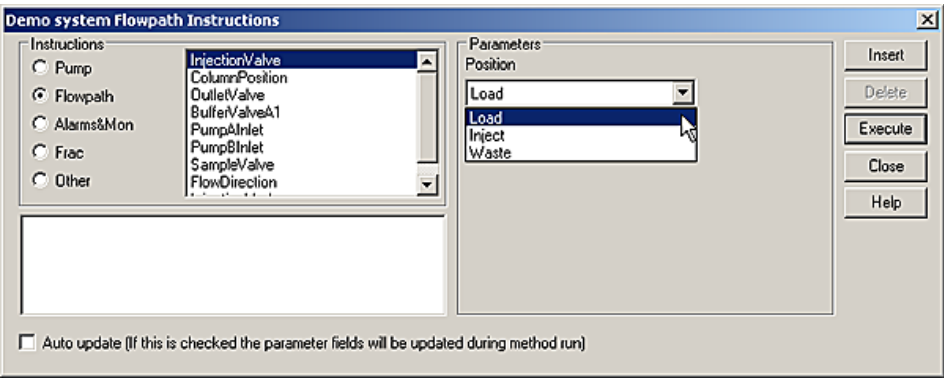 Demo system Flowpath Instructions
Instructions
Pump
Flowpath
Alarms&Mon
Frac
Other
InjectionValve
ColumnPosition
OutletValve
BuferValveA1
PumpAInlet
PumpBInlet
SampleValve
FlowDirection
Parameters
Position
Load
Load
Inject
Waste
Insert
Delete
Execute
Close
Help
Auto update (If this is checked the parameter fields will be updated during method run)